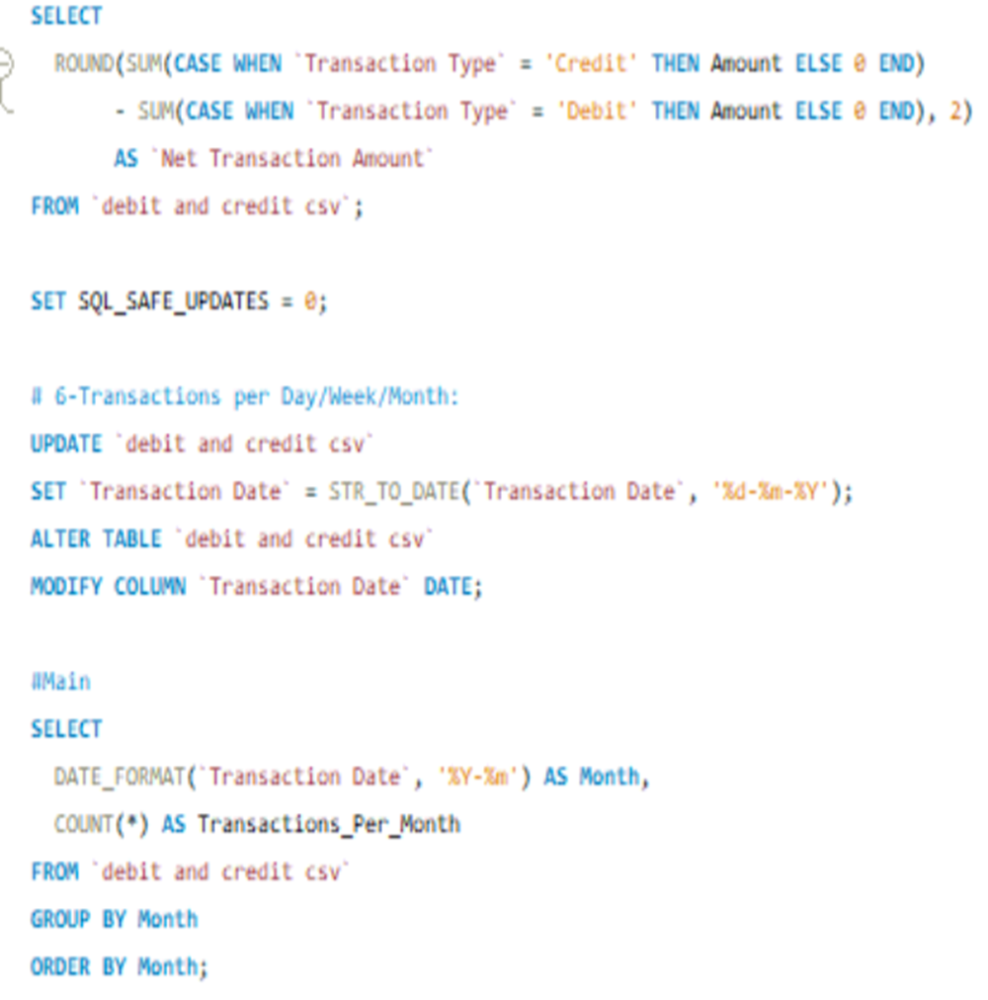 SELECT
ROUND(SUM(CASE WHEN `Transaction Type` = 'Credit' THEN Amount ELSE 0 END)
- SUM(CASE WHEN `Transaction Type` = 'Debit' THEN Amount ELSE 0 END), 2)
AS `Net Transaction Amount`
FROM `debit and credit csv`;
SET SQL_SAFE_UPDATES = 0;
# 6-Transactions per Day/Week/Month:
UPDATE `debit and credit csv`
SET `Transaction Date` = STR_TO_DATE(`Transaction Date`, '%d-%m-%Y');
ALTER TABLE `debit and credit csv`
MODIFY COLUMN `Transaction Date` DATE;
#Main
SELECT
DATE_FORMAT(`Transaction Date`, '%Y-%m') AS Month,
COUNT(*) AS Transactions_Per_Month
FROM `debit and credit csv`
GROUP BY Month
ORDER BY Month;